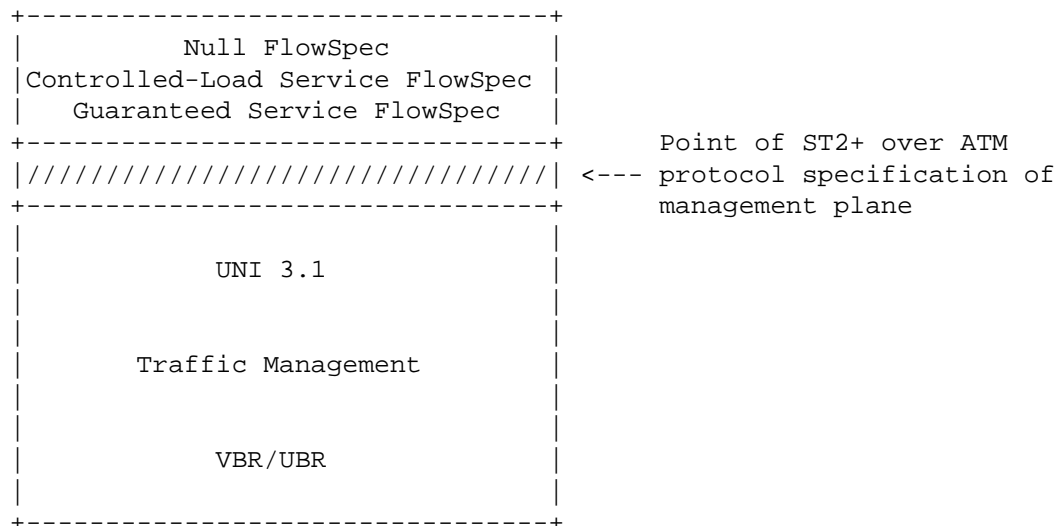 +---------------------------------+
|          Null FlowSpec          |
|Controlled-Load Service FlowSpec |
|   Guaranteed Service FlowSpec   |
+---------------------------------+      Point of ST2+ over ATM
|/////////////////////////////////| <--- protocol specification of
+---------------------------------+      management plane
|                                 |
|            UNI 3.1              |
|                                 |
|                                 |
|       Traffic Management        |
|                                 |
|                                 |
|            VBR/UBR              |
|                                 |
+---------------------------------+